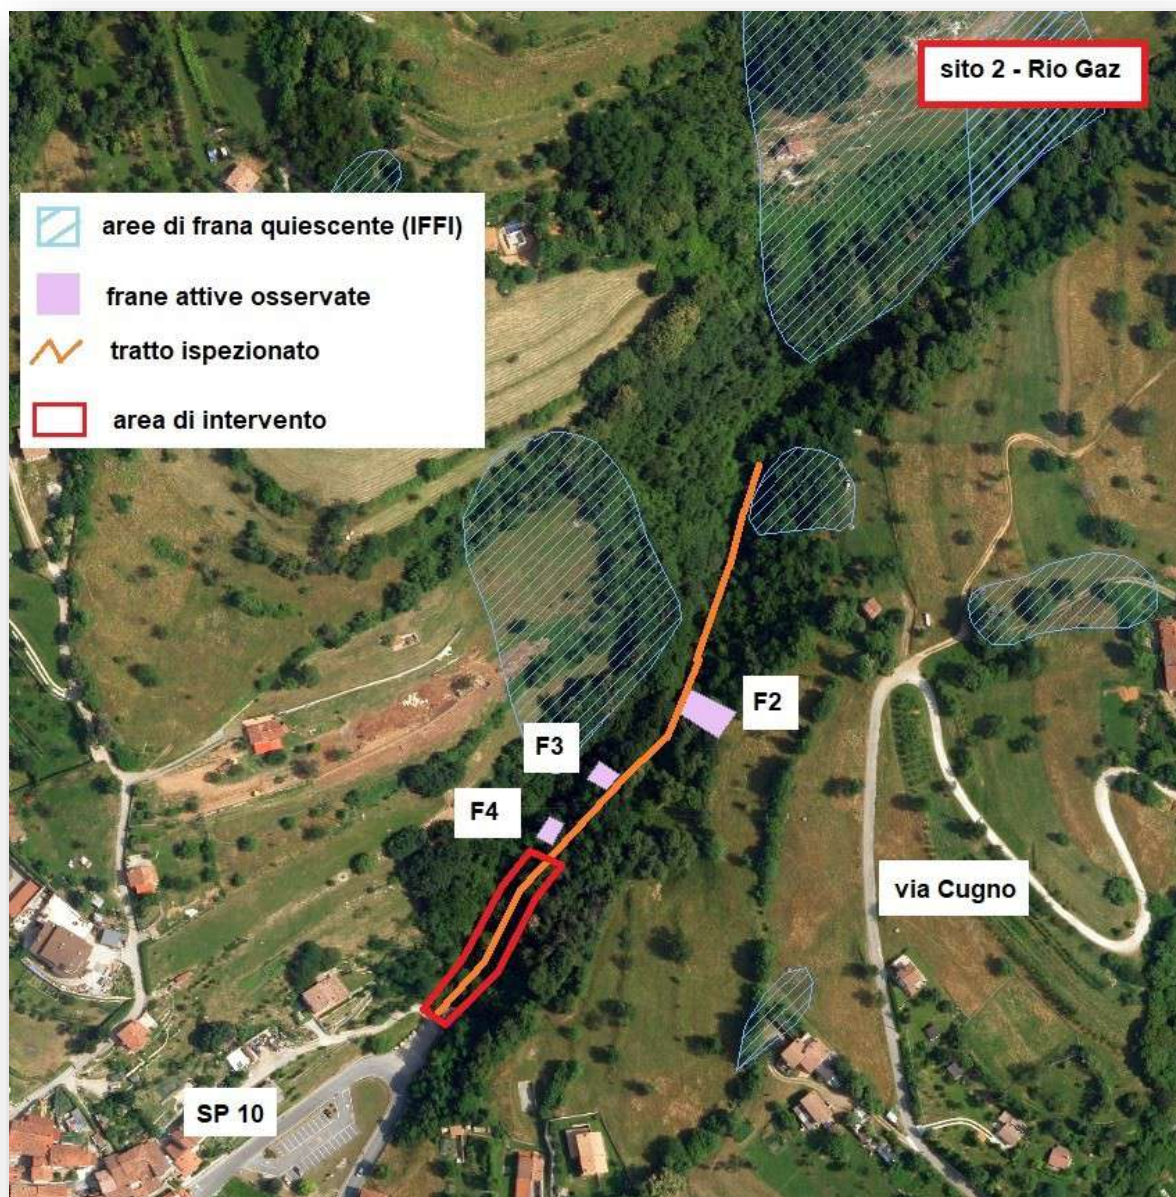 sito 2 - Rio Gaz
aree di frana quiescente (IFFI)
frane attive osservate
tratto ispezionato
area di intervento
F2
F3
F4
via Cugno
SP 10